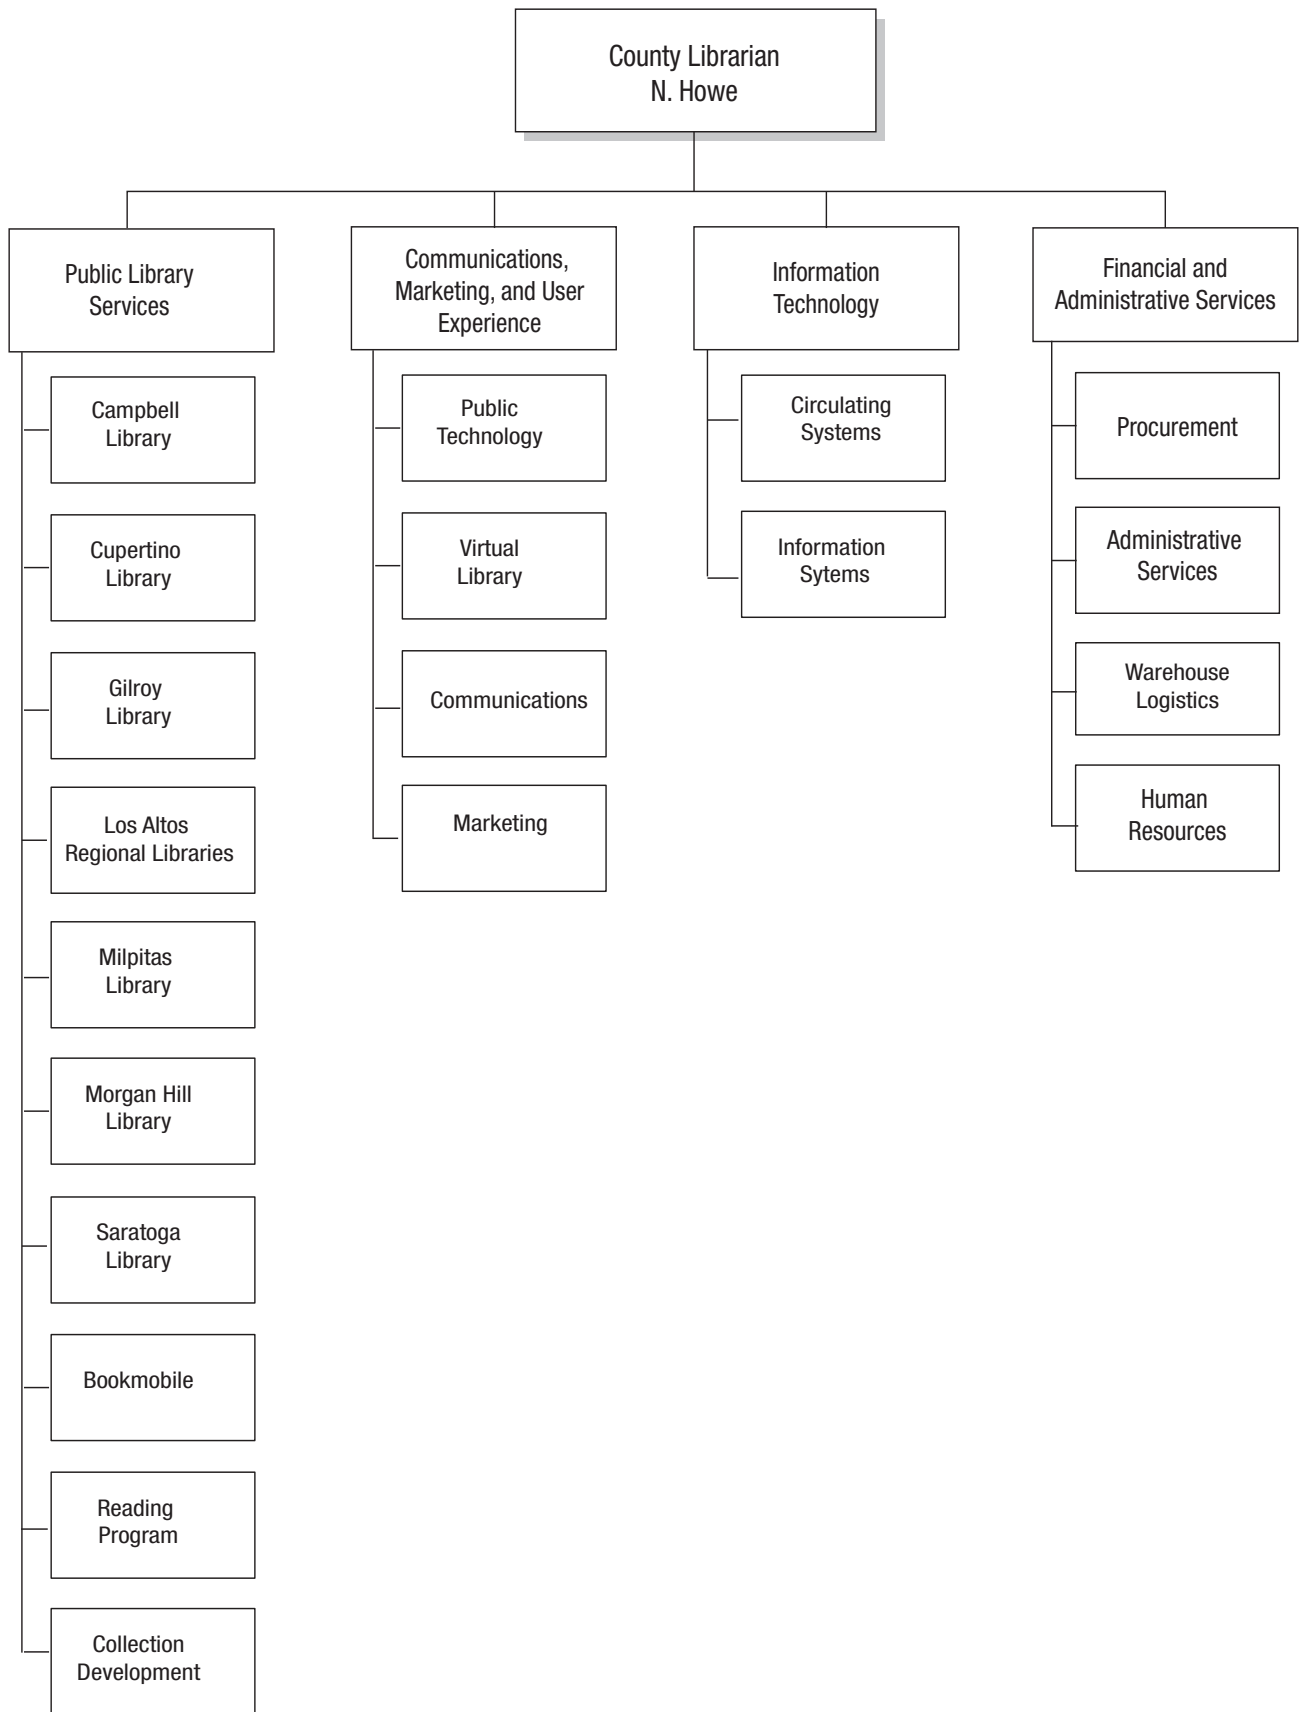 County Librarian
N. Howe
Public Library
Services
Campbell
Library
Cupertino
Library
Gilroy
Library
Los Altos
Regional Libraries
Milpitas
Library
Morgan Hill
Library
Saratoga
Library
Bookmobile
Reading
Program
Collection
Development
Communications,
Marketing, and User
Experience
Public
Technology
Virtual
Library
Communications
Marketing
Information
Technology
Circulating
Systems
Information
Sytems
Financial and
Administrative Services
Procurement
Administrative
Services
Warehouse
Logistics
Human
Resources